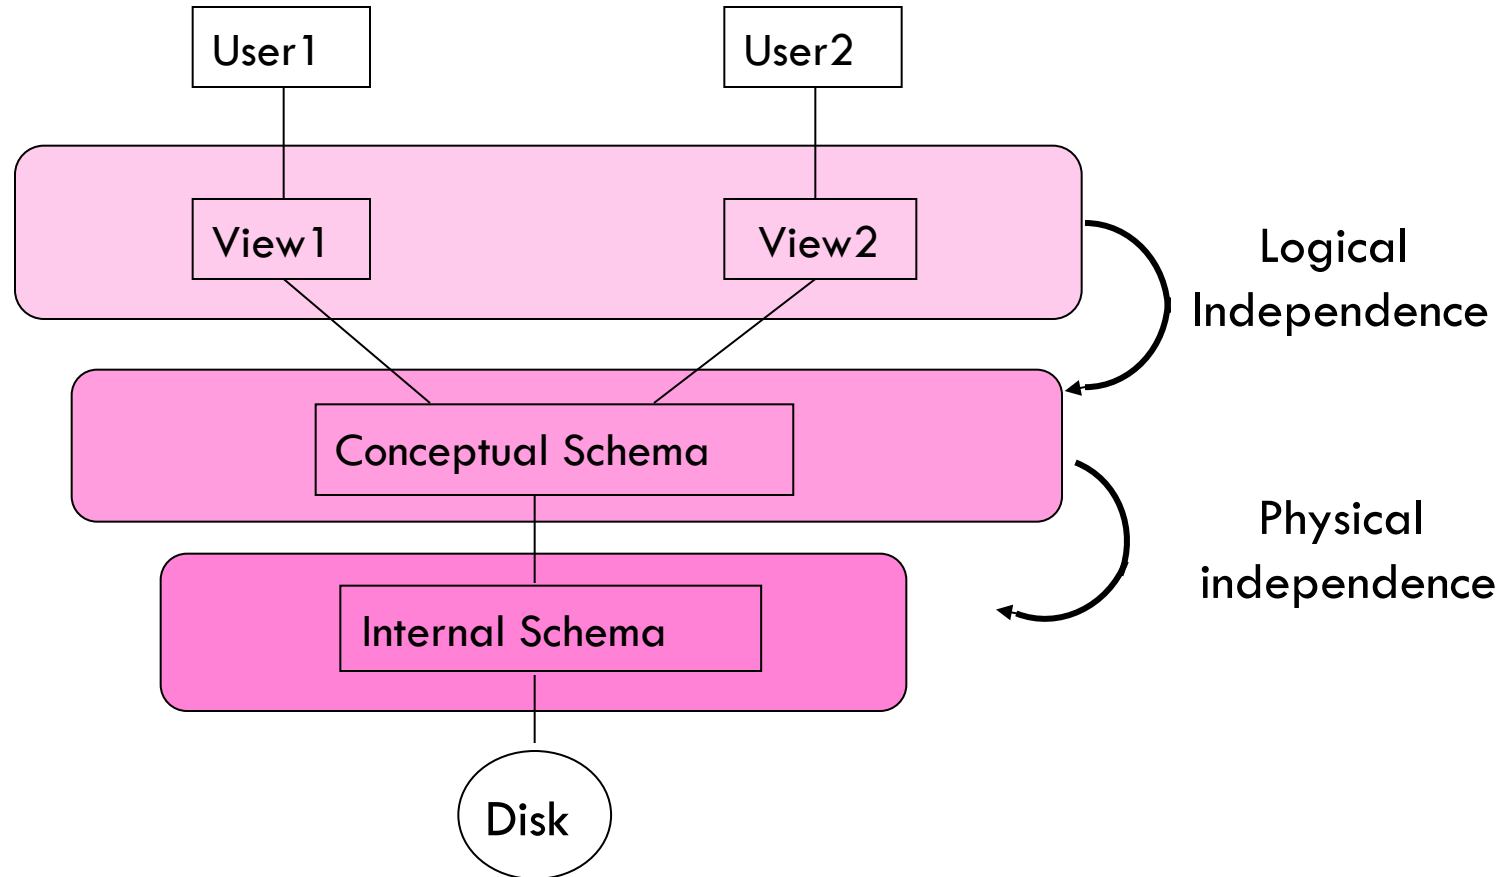 User1
User2
View1
View2
Logical
Independence
Conceptual Schema
Physical
independence
Internal Schema
Disk